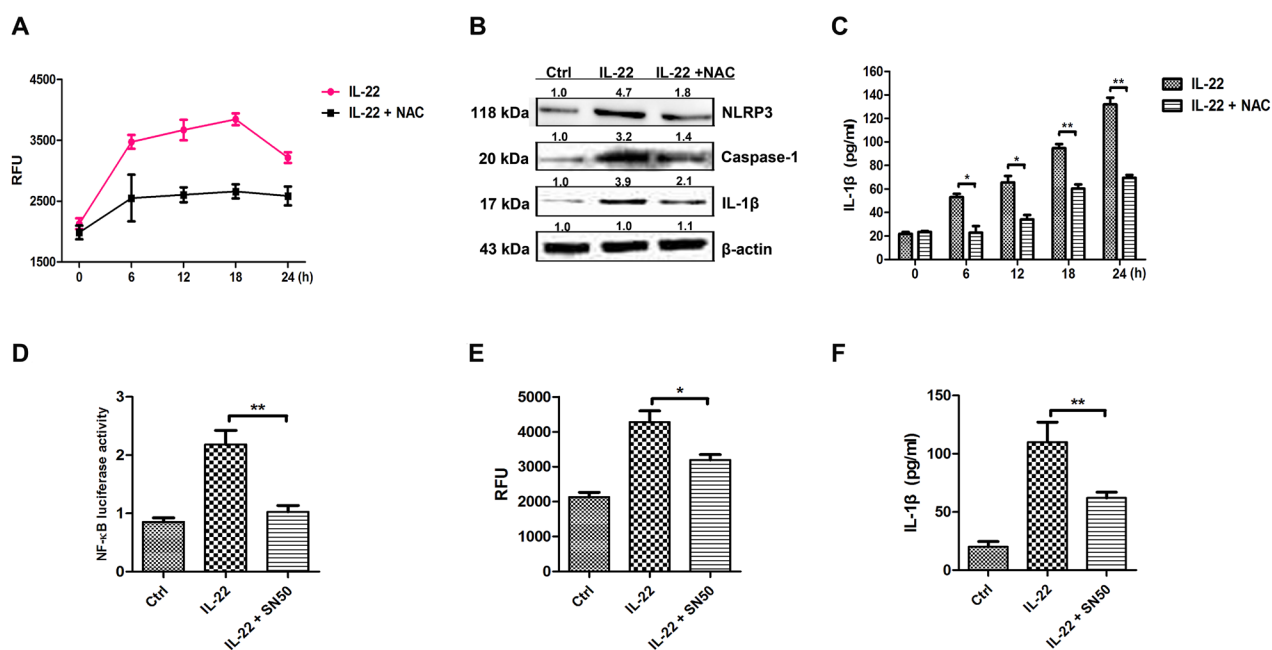 A
4500
3500
2500
1500
RFU
0 6 12 18 24 (h)
IL-22
IL-22 + NAC
B
Ctrl IL-22 IL-22 +NAC
1.0 4.7 1.8
118 kDa NLRP3
1.0 3.2 1.4
20 kDa Caspase-1
1.0 3.9 2.1
17 kDa IL-1β
1.0 1.0 1.1
43 kDa β-actin
C
160
140
120
100
80
60
40
20
0
IL-1β (pg/ml)
* * ** **
0 6 12 18 24 (h)
IL-22
IL-22 + NAC
D
3
2
1
0
NF-κB luciferase activity
**
Ctrl
IL-22
IL-22 + SN50
E
5000
4000
3000
2000
1000
0
RFU
*
Ctrl
IL-22
IL-22 + SN50
F
150
100
50
0
IL-1β (pg/ml)
**
Ctrl
IL-22
IL-22 + SN50